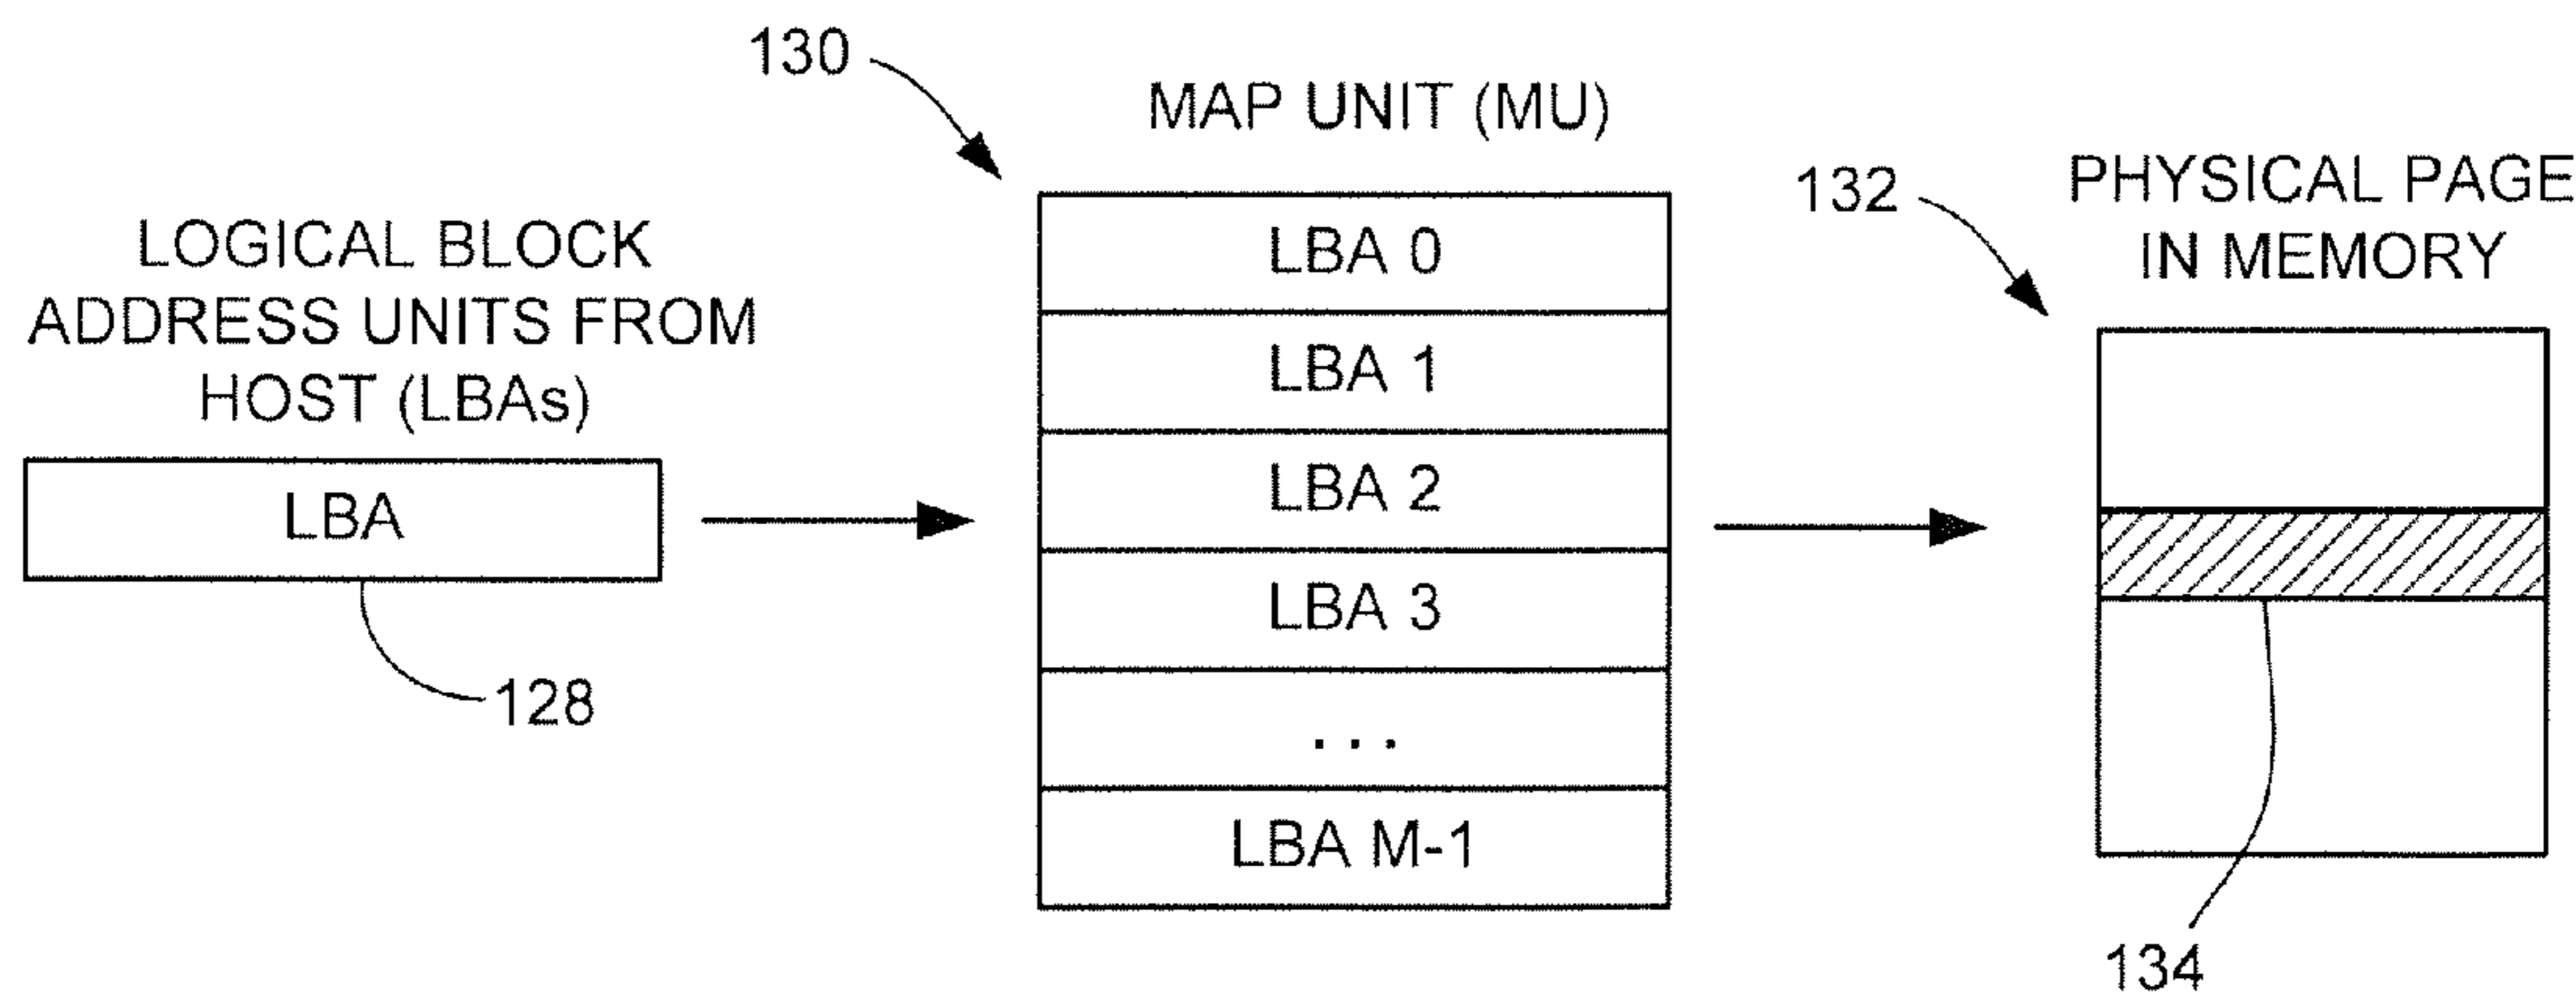 130
MAP UNIT (MU)
132
PHYSICAL PAGE
IN MEMORY
LOGICAL BLOCK
ADDRESS UNITS FROM
HOST (LBAs)
LBA
128
LBA 0
LBA 1
LBA 2
LBA 3
...
LBA M-1
134